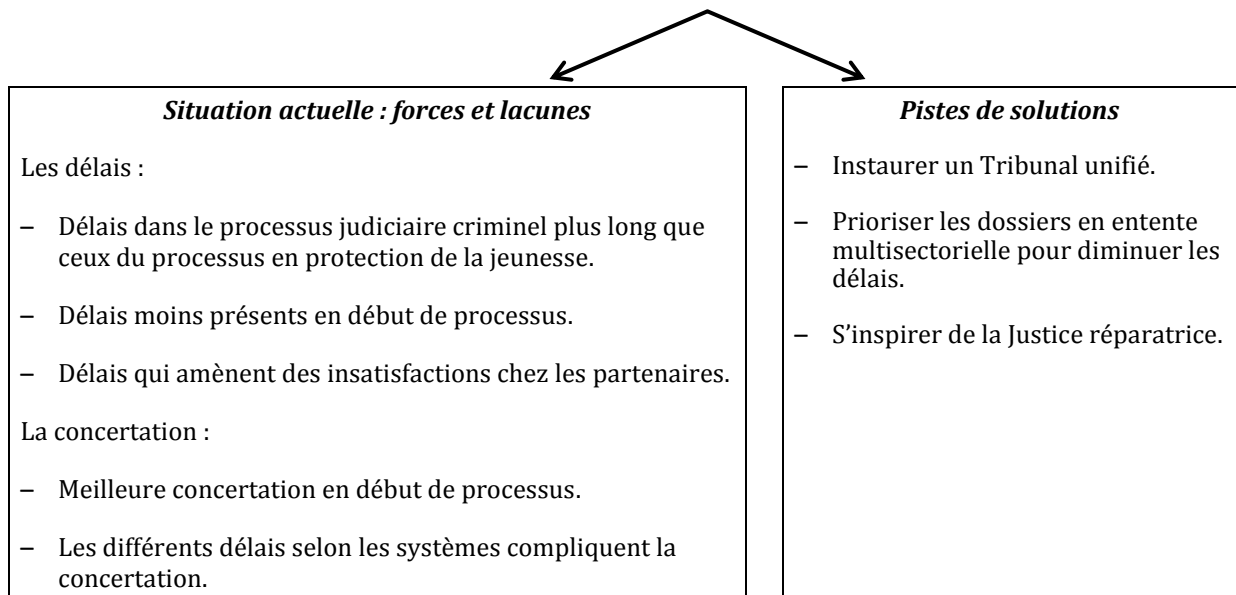 Situation actuelle : forces et lacunes
Les délais :
– Délais dans le processus judiciaire criminel plus long que
ceux du processus en protection de la jeunesse.
– Délais moins présents en début de processus.
– Délais qui amènent des insatisfactions chez les partenaires.
La concertation :
– Meilleure concertation en début de processus.
– Les différents délais selon les systèmes compliquent la
concertation.
Pistes de solutions
– Instaurer un Tribunal unifié.
– Prioriser les dossiers en entente
multisectorielle pour diminuer les
délais.
– S’inspirer de la Justice réparatrice.